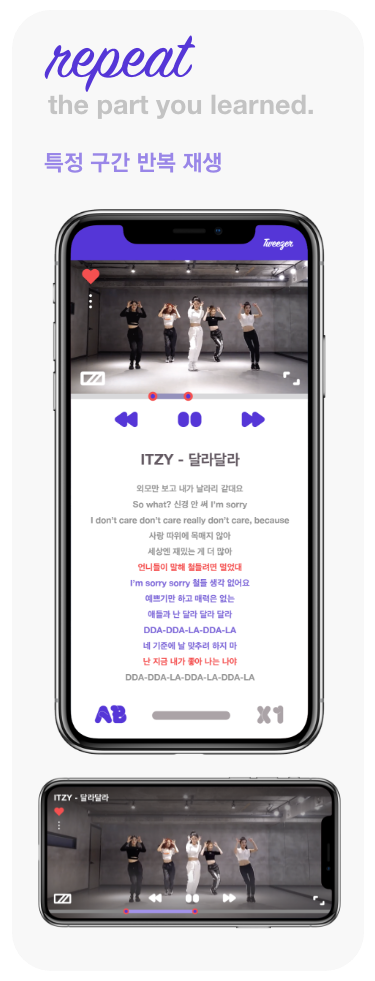 repeat
the part you learned.
특정 구간 반복 재생
Tweezer
ITZY - 달라달라
외모만 보고 내가 날라리 같대요
So what? 신경 안 써 I'm sorry
I don't care don't care really don't care, because
사랑 따위에 목매지 않아
세상엔 재밌는 게 더 많아
언니들이 말해 철들려면 멀었대
I'm sorry sorry 철들 생각 없어요
예쁘기만 하고 매력은 없는
애들과 난 달라 달라 달라
DDA-DDA-LA-DDA-LA
네 기준에 날 맞추려 하지 마
난 지금 내가 좋아 나는 나야
DDA-DDA-LA-DDA-LA-DDA-LA
AB
X1
ITZY - 달라달라